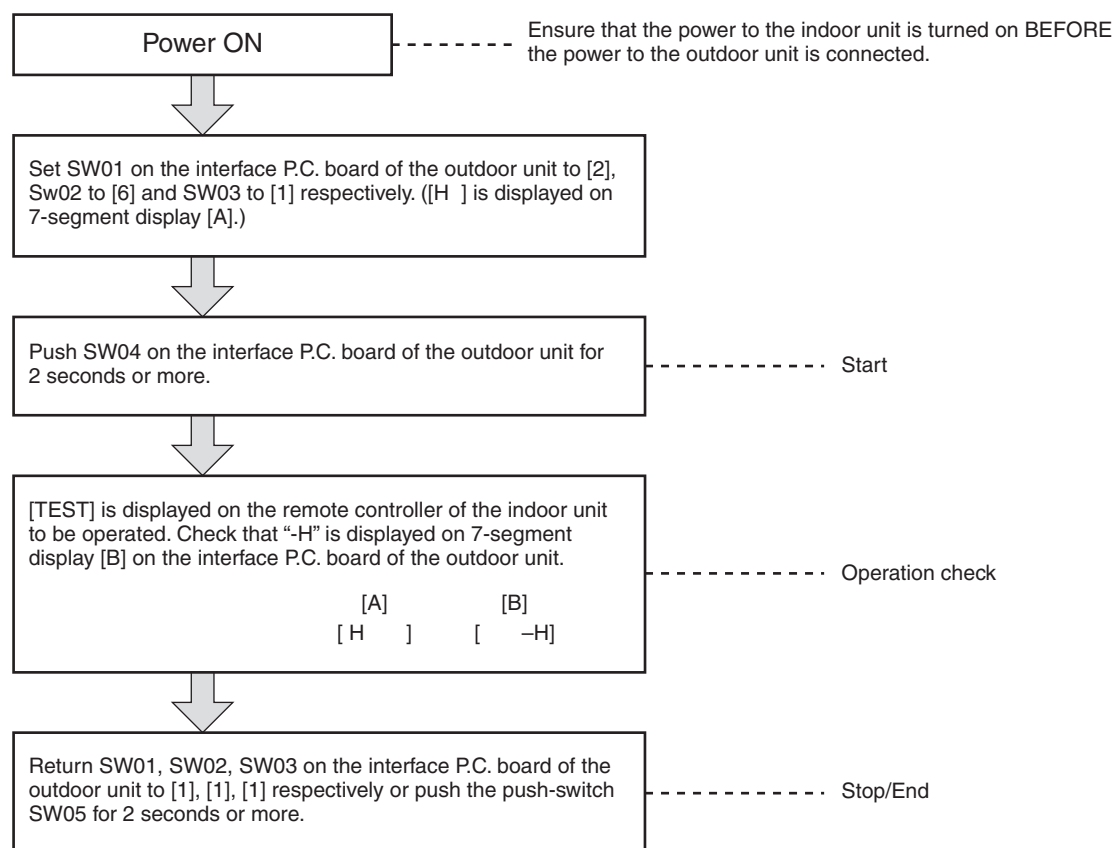 Power ON
Ensure that the power to the indoor unit is turned on BEFORE
the power to the outdoor unit is connected.
Set SW01 on the interface P.C. board of the outdoor unit to [2],
Sw02 to [6] and SW03 to [1] respectively. ([H  ] is displayed on
7-segment display [A].)
Push SW04 on the interface P.C. board of the outdoor unit for
2 seconds or more.
Start
[TEST] is displayed on the remote controller of the indoor unit
to be operated. Check that “-H” is displayed on 7-segment
display [B] on the interface P.C. board of the outdoor unit.
[A] [B]
[ H    ] [    –H]
Operation check
Return SW01, SW02, SW03 on the interface P.C. board of the
outdoor unit to [1], [1], [1] respectively or push the push-switch
SW05 for 2 seconds or more.
Stop/End